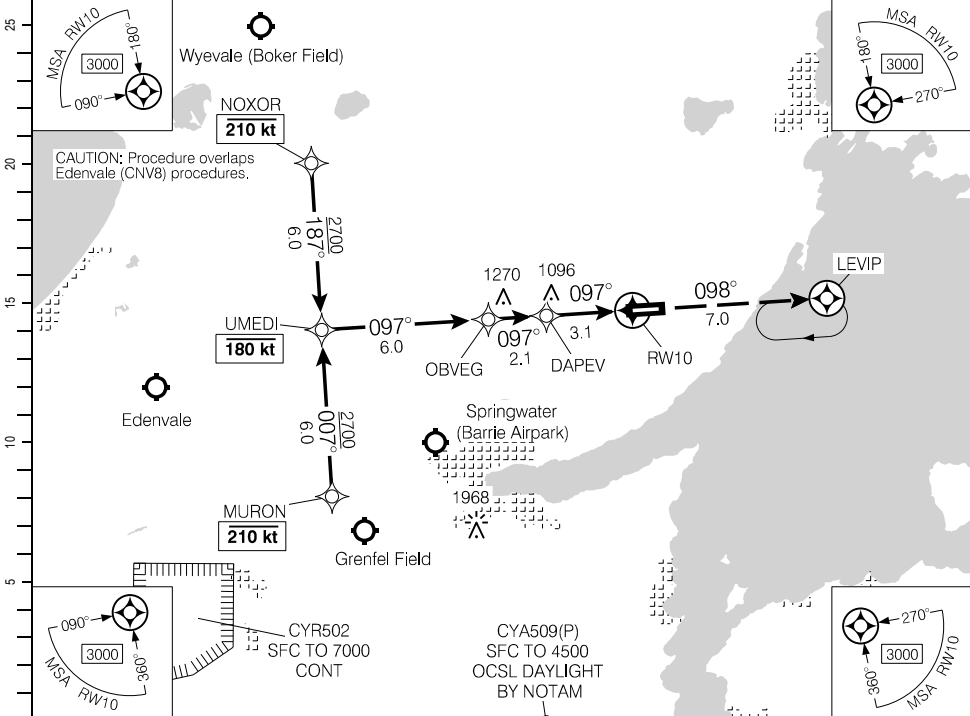 25
20
15
10
5
MSA RW10
180°
3000
090°
Wyevale (Boker Field)
MSA RW10
180°
3000
270°
NOXOR
210 kt
CAUTION: Procedure overlaps
Edenvale (CNV8) procedures.
2700
187°
6.0
UMEDI
180 kt
097°
6.0
1270
1096
097°
2.1
OBVEG
097°
3.1
DAPEV
RW10
098°
7.0
LEVIP
Edenvale
2700
007°
6.0
Springwater
(Barrie Airpark)
MURON
210 kt
1968
Grenfel Field
CYR502
SFC TO 7000
CONT
CYA509(P)
SFC TO 4500
OCSL DAYLIGHT
BY NOTAM
090°
3000
360°
MSA RW10
270°
3000
360°
MSA RW10